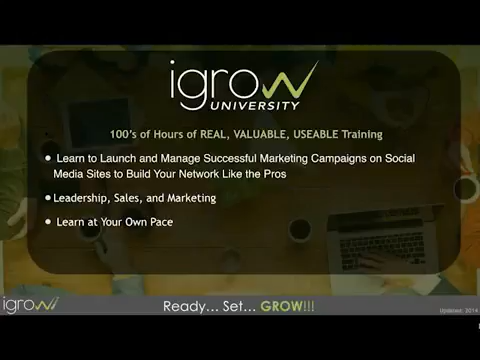 igrow
UNIVERSITY
100's of Hours of REAL, VALUABLE, USEABLE Training
• Learn to Launch and Manage Successful Marketing Campaigns on Social
Media Sites to Build Your Network Like the Pros
• Leadership, Sales, and Marketing
• Learn at Your Own Pace
igrow
Ready... Set... GROW!!!
Updated: 2014